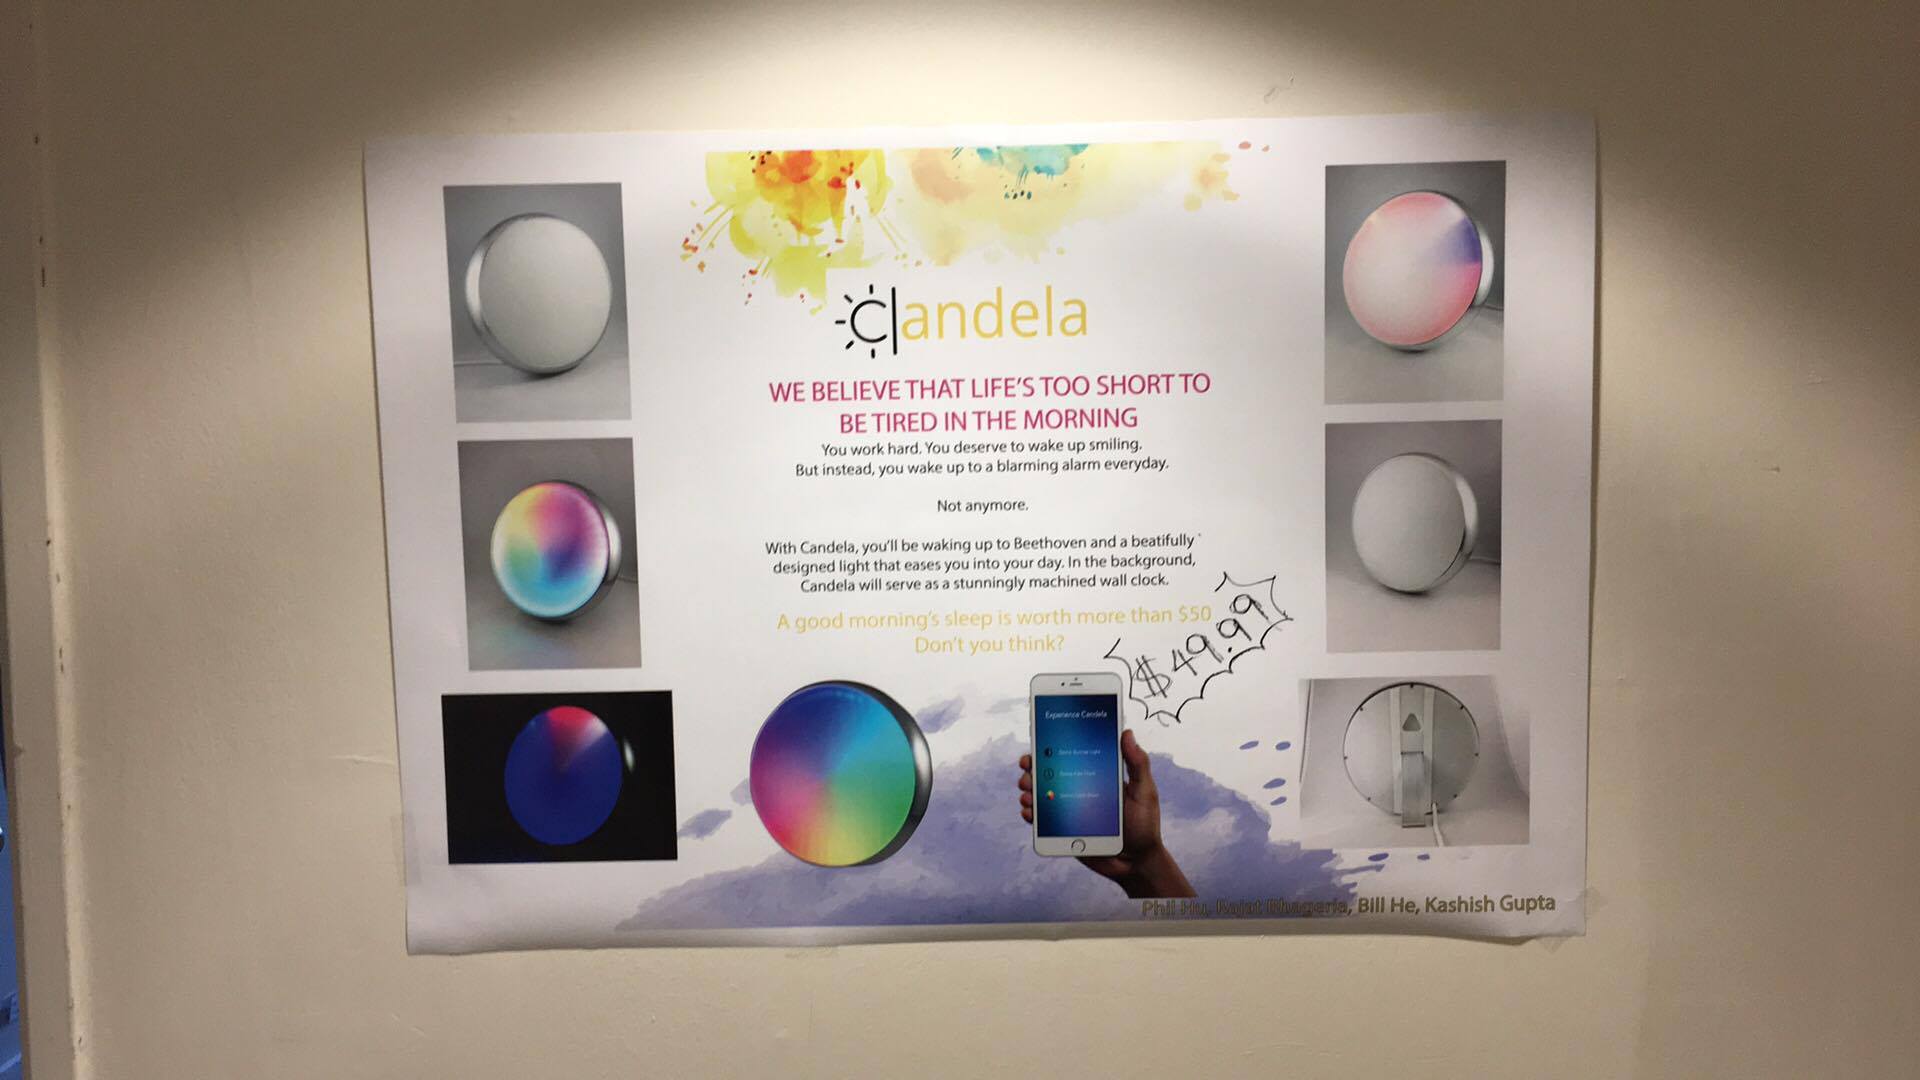 Candela
WE BELIEVE THAT LIFE'S TOO SHORT TO
BE TIRED IN THE MORNING
You work hard. You deserve to wake up smiling.
But instead, you wake up to a blarming alarm everyday.
Not anymore.
With Candela, you'll be waking up to Beethoven and a beatifully
designed light that eases you into your day. In the background,
Candela will serve as a stunningly machined wall clock.
A good morning's sleep is worth more than $50
Don't you think?
$49.99
Experience Candela
Phil Hu, Rajat Bhageria, Bill He, Kashish Gupta